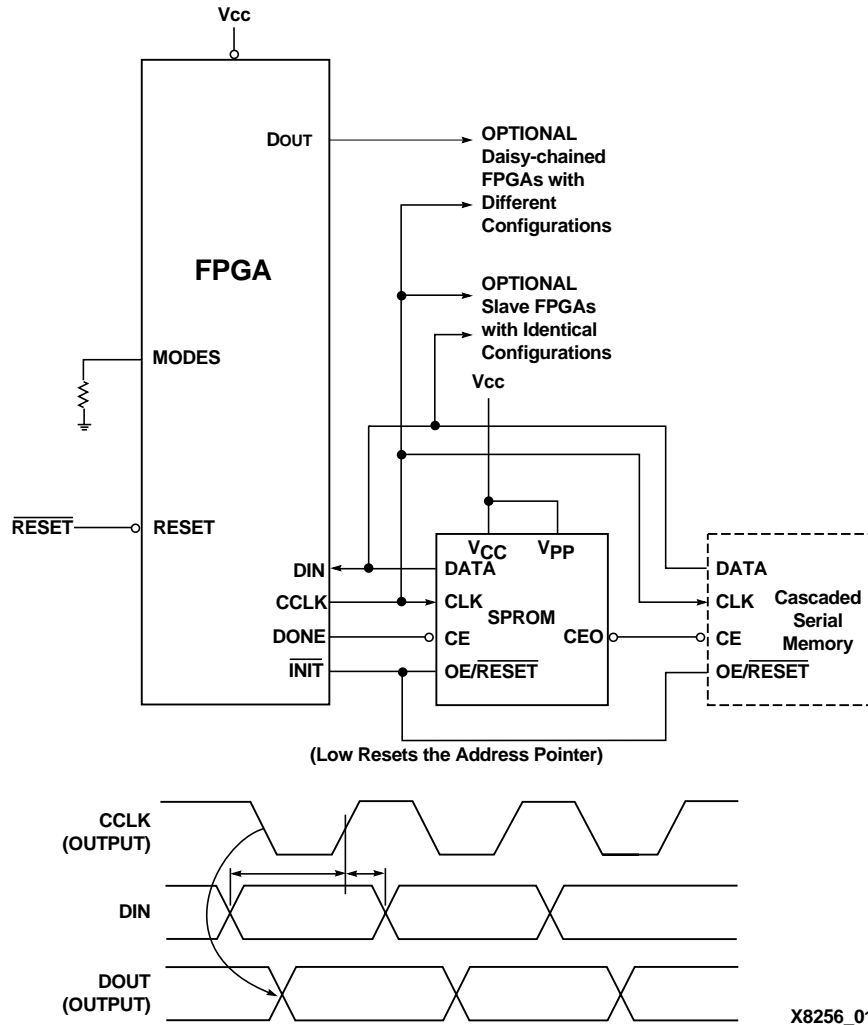 Vcc
DOUT
OPTIONAL
Daisy-chained
FPGAs with
Different
Configurations
FPGA
OPTIONAL
Slave FPGAs
with Identical
Configurations
MODES
Vcc
RESET
RESET
VCC
VPP
DIN
DATA
DATA
CCLK
CLK
SPROM
CLK
Cascaded
Serial
Memory
DONE
CE
CEO
CE
INIT
OE/RESET
OE/RESET
(Low Resets the Address Pointer)
CCLK
(OUTPUT)
DIN
DOUT
(OUTPUT)